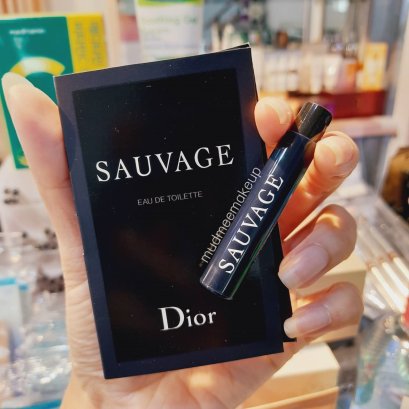 SAUVAGE
EAU DE TOILETTE
Dior
SAUVAGE
mudmeemakeup